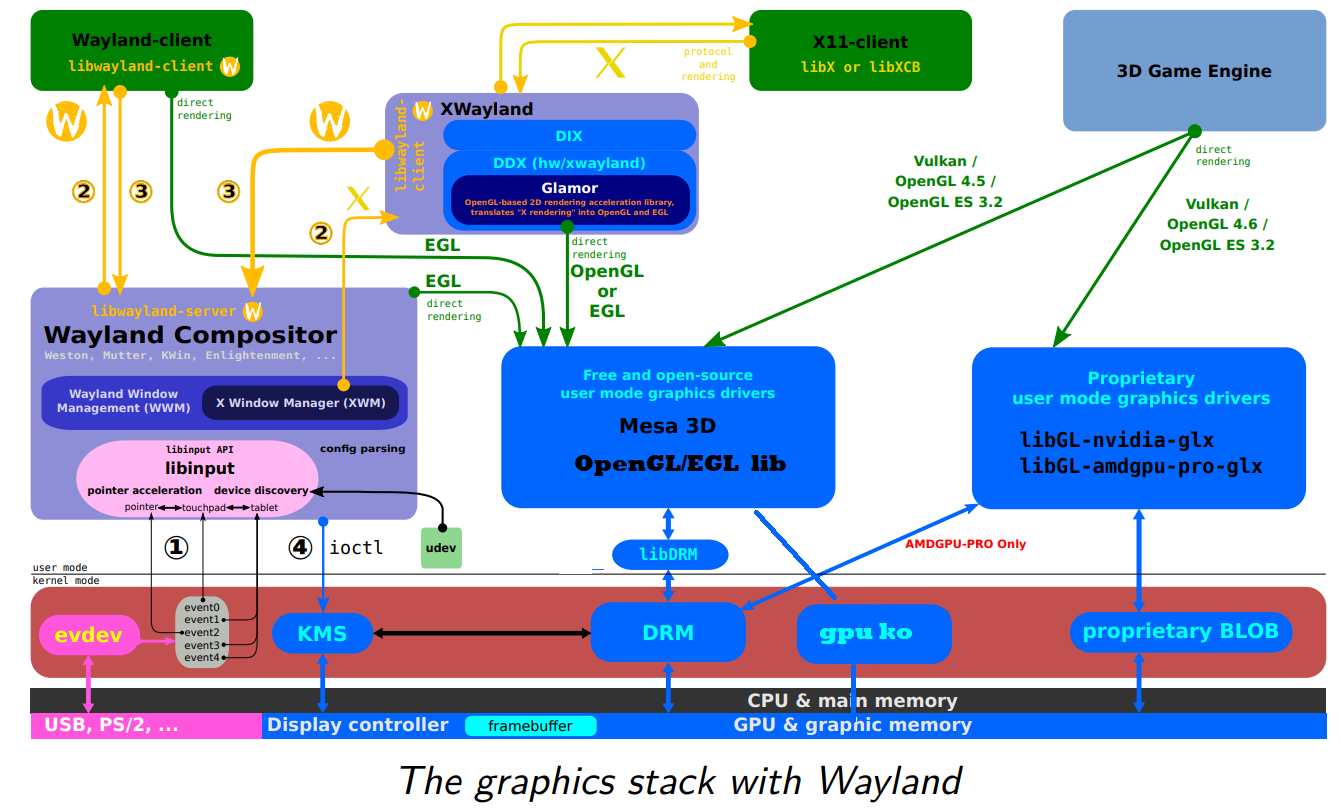 Wayland-client
libwayland-client
direct
rendering
protocol
and
rendering
X11-client
libX or libXCB
3D Game Engine
direct
rendering
libwayland-
client
XWayland
DIX
DDX (hw/xwayland)
Glamor
OpenGL-based 2D rendering acceleration library,
translates "X rendering" into OpenGL and EGL
② ③ ③
X
X
②
EGL
EGL
direct
rendering
direct
rendering
OpenGL
or
EGL
Vulkan /
OpenGL 4.5 /
OpenGL ES 3.2
Vulkan /
OpenGL 4.6 /
OpenGL ES 3.2
libwayland-server
Wayland Compositor
Weston, Mutter, KWin, Enlightenment, ...
Wayland Window
Management (WWM)
X Window Manager (XWM)
libinput API
libinput
config parsing
pointer acceleration device discovery
pointer touchpad tablet
Free and open-source
user mode graphics drivers
Mesa 3D
OpenGL/EGL lib
Proprietary
user mode graphics drivers
libGL-nvidia-glx
libGL-amdgpu-pro-glx
① ④ ioctl
udev
libDRM
AMDGPU-PRO Only
user mode
kernel mode
evdev
event0
event1
event2
event3
event4
KMS
DRM
gpu ko
proprietary BLOB
CPU & main memory
USB, PS/2, ...
Display controller
framebuffer
GPU & graphic memory
The graphics stack with Wayland